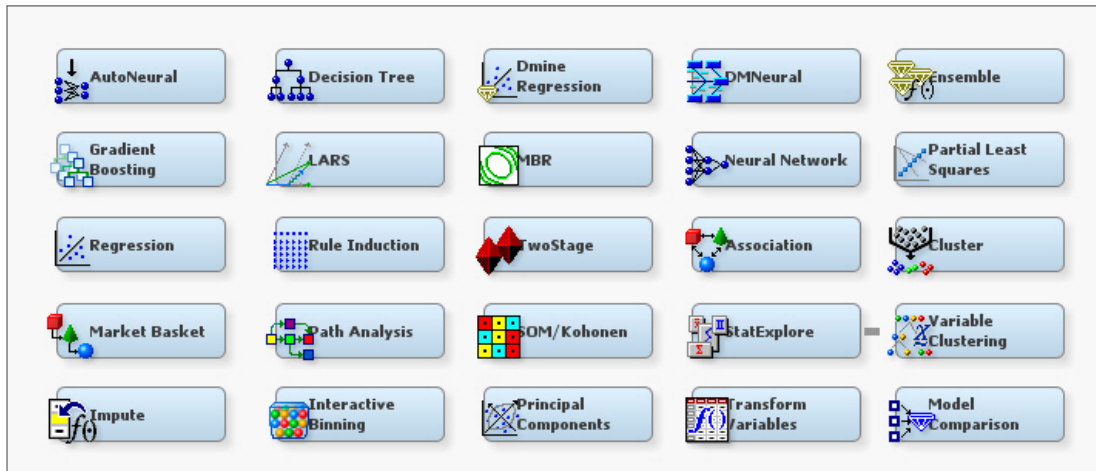 AutoNeural
Decision Tree
Dmine
Regression
DMNeural
Ensemble
Gradient
Boosting
LARS
MBR
Neural Network
Partial Least
Squares
Regression
Rule Induction
TwoStage
Association
Cluster
Market Basket
Path Analysis
SOM/Kohonen
StatExplore
Variable
Clustering
Impute
Interactive
Binning
Principal
Components
Transform
Variables
Model
Comparison